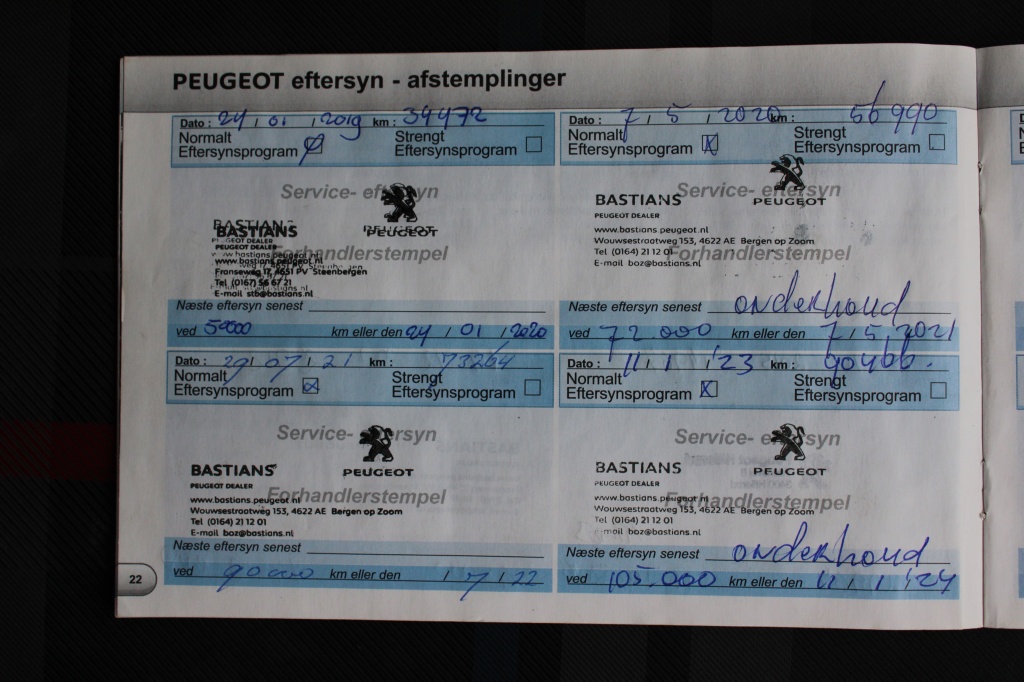 PEUGEOT eftersyn - afstemplinger
Dato : 24 / 01 / 2019 km : 39472
Normalt Eftersynsprogram
Strengt Eftersynsprogram
Service- eftersyn
PEUGEOT
BASTIANS
PEUGEOT DEALER
www.bastians.peugeot.nl
Franseweg 17, 4651 PV Steenbergen
Tel (0167) 56 67 21
E-mail stb@bastians.nl
Forhandlerstempel
Næste eftersyn senest
ved 59000 km eller den 24 / 01 / 2020
Dato : 7 / 5 / 2020 km : 56990
Normalt Eftersynsprogram
Strengt Eftersynsprogram
Service- eftersyn
PEUGEOT
BASTIANS
PEUGEOT DEALER
www.bastians.peugeot.nl
Wouwsestraatweg 153, 4622 AE Bergen op Zoom
Tel (0164) 21 12 01
E-mail boz@bastians.nl
Forhandlerstempel
Næste eftersyn senest onderhoud
ved 72.000 km eller den 7 / 5 / 2021
Dato : 29 / 07 / 21 km : 73264
Normalt Eftersynsprogram
Strengt Eftersynsprogram
Service- eftersyn
PEUGEOT
BASTIANS
PEUGEOT DEALER
www.bastians.peugeot.nl
Wouwsestraatweg 153, 4622 AE Bergen op Zoom
Tel (0164) 21 12 01
E-mail boz@bastians.nl
Forhandlerstempel
Næste eftersyn senest
ved 90000 km eller den / 7 / 22
Dato : 11 / 1 / '23 km : 90466.
Normalt Eftersynsprogram
Strengt Eftersynsprogram
Service- eftersyn
PEUGEOT
BASTIANS
PEUGEOT DEALER
www.bastians.peugeot.nl
Wouwsestraatweg 153, 4622 AE Bergen op Zoom
Tel (0164) 21 12 01
E-mail boz@bastians.nl
Forhandlerstempel
Næste eftersyn senest onderhoud
ved 105.000 km eller den 11 / 1 / '24
22